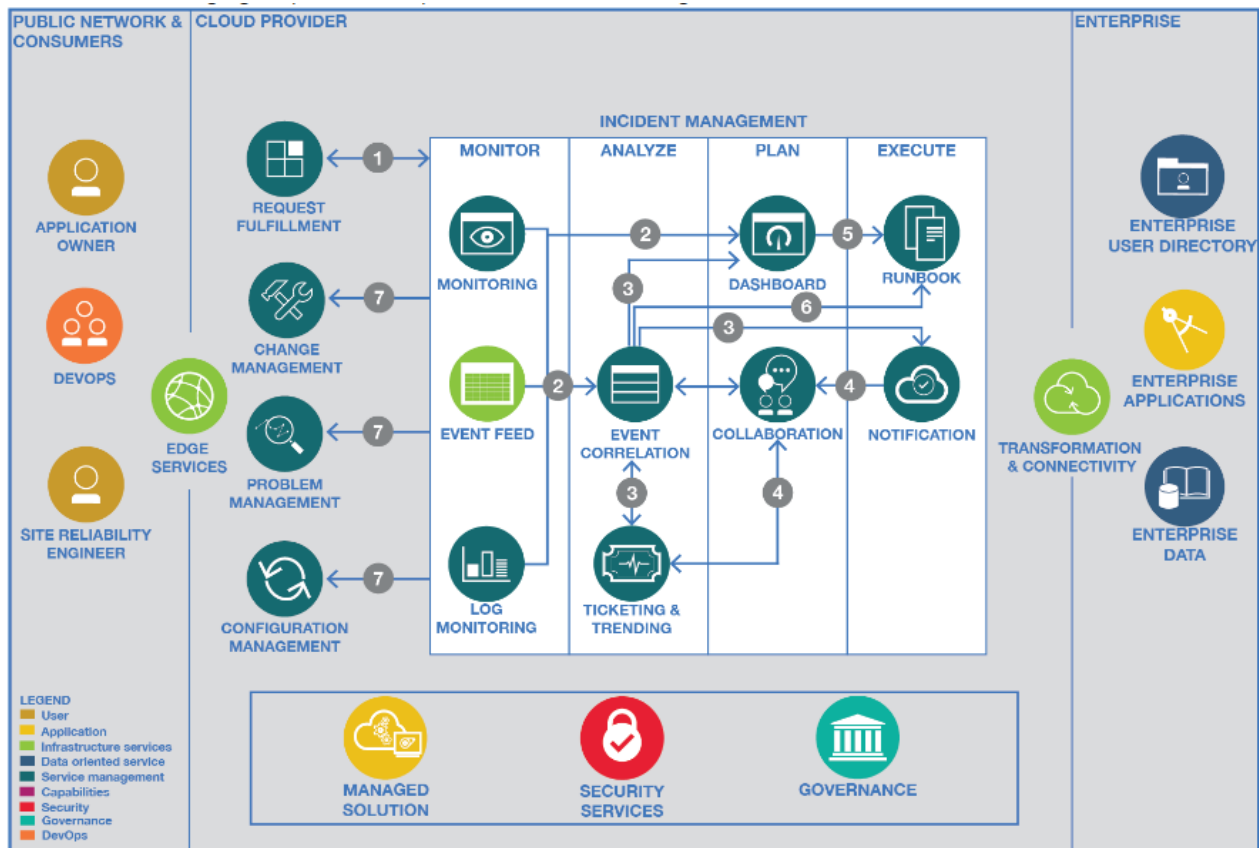 PUBLIC NETWORK &
CONSUMERS
CLOUD PROVIDER
ENTERPRISE
INCIDENT MANAGEMENT
MONITOR
ANALYZE
PLAN
EXECUTE
APPLICATION
OWNER
DEVOPS
SITE RELIABILITY
ENGINEER
EDGE
SERVICES
REQUEST
FULFILLMENT
1
CHANGE
MANAGEMENT
7
PROBLEM
MANAGEMENT
7
CONFIGURATION
MANAGEMENT
7
MONITORING
2
DASHBOARD
5
RUNBOOK
3
6
3
EVENT FEED
2
EVENT
CORRELATION
COLLABORATION
4
NOTIFICATION
3
4
LOG
MONITORING
TICKETING &
TRENDING
TRANSFORMATION
& CONNECTIVITY
ENTERPRISE
USER DIRECTORY
ENTERPRISE
APPLICATIONS
ENTERPRISE
DATA
LEGEND
User
Application
Infrastructure services
Data oriented service
Service management
Capabilities
Security
Governance
DevOps
MANAGED
SOLUTION
SECURITY
SERVICES
GOVERNANCE